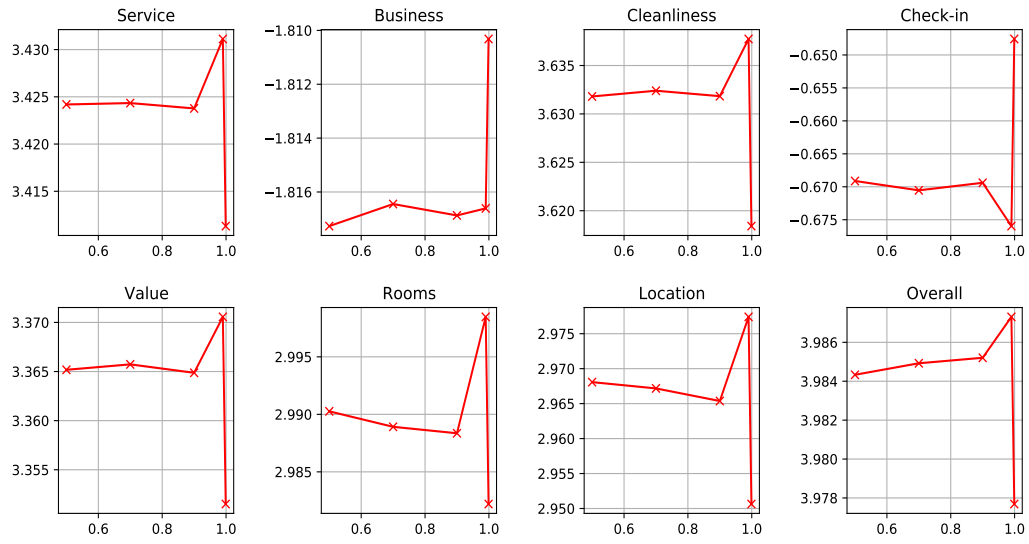 Service
3.430
3.425
3.420
3.415
0.6 0.8 1.0
Business
−1.810
−1.812
−1.814
−1.816
0.6 0.8 1.0
Cleanliness
3.635
3.630
3.625
3.620
0.6 0.8 1.0
Check-in
−0.650
−0.655
−0.660
−0.665
−0.670
−0.675
0.6 0.8 1.0
Value
3.370
3.365
3.360
3.355
0.6 0.8 1.0
Rooms
2.995
2.990
2.985
0.6 0.8 1.0
Location
2.975
2.970
2.965
2.960
2.955
2.950
0.6 0.8 1.0
Overall
3.986
3.984
3.982
3.980
3.978
0.6 0.8 1.0